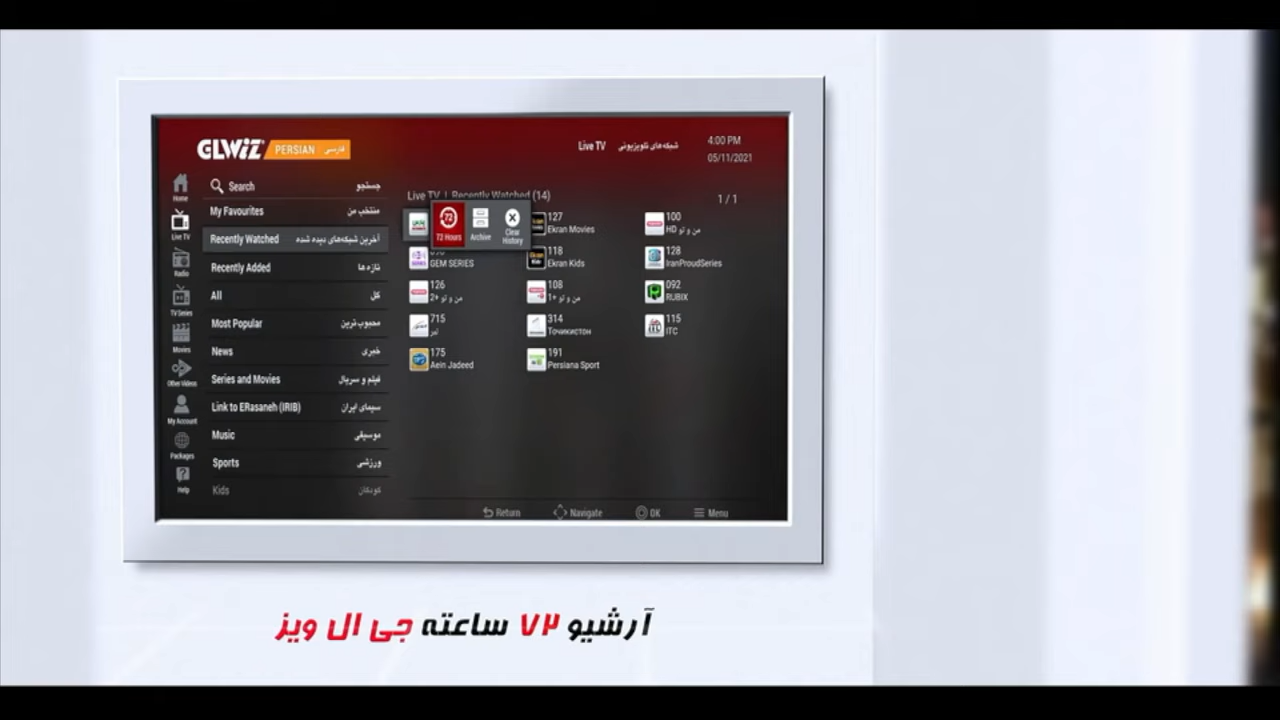 GLWiZ PERSIAN فارسی
Live TV شبکه‌های تلویزیونی
4:00 PM
05/11/2021
Home
Live TV
Radio
TV Series
Movies
Other Videos
My Account
Packages
Help
Search جستجو
My Favourites منتخب من
Recently Watched آخرین شبکه‌های دیده شده
Recently Added تازه ها
All کل
Most Popular محبوب‌ترین
News خبری
Series and Movies فیلم و سریال
Link to ERasaneh (IRIB) سیمای ایران
Music موسیقی
Sports ورزشی
Kids کودکان
Live TV | Recently Watched (14)
1 / 1
72
72 Hours
Archive
Clear History
127
Ekran Movies
100
من و تو HD
GEM SERIES
118
Ekran Kids
128
IranProudSeries
126
من و تو 2+
108
من و تو 1+
092
RUBIX
715
314
Точикистон
115
ITC
175
Aein Jadeed
191
Persiana Sport
Return Navigate OK Menu
آرشیو ۷۲ ساعته جی ال ویز